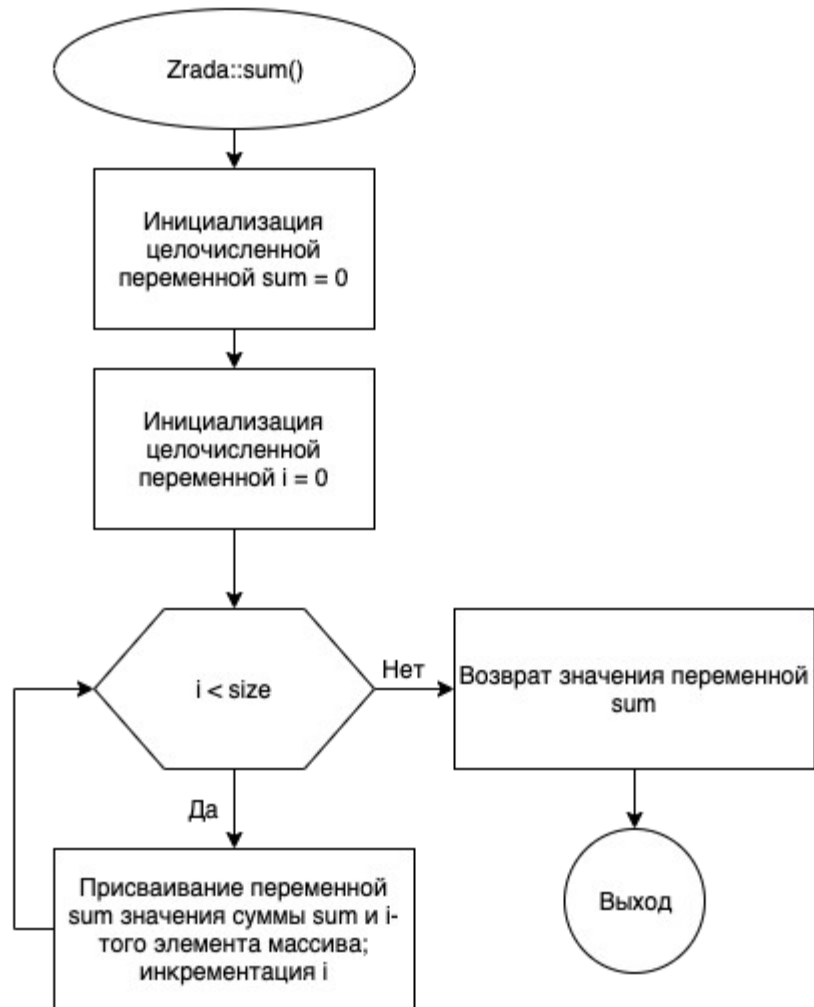 Zrada::sum()
Инициализация
целочисленной
переменной sum = 0
Инициализация
целочисленной
переменной i = 0
i < size
Нет
Возврат значения переменной
sum
Да
Присваивание переменной
sum значения суммы sum и i-
того элемента массива;
инкрементация i
Выход